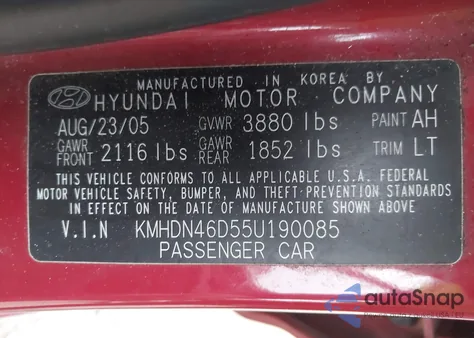 MANUFACTURED IN KOREA BY
HYUNDAI MOTOR COMPANY
AUG/23/05 GVWR 3880 lbs PAINT AH
GAWR FRONT 2116 lbs GAWR REAR 1852 lbs TRIM LT
THIS VEHICLE CONFORMS TO ALL APPLICABLE U.S.A. FEDERAL
MOTOR VEHICLE SAFETY, BUMPER, AND THEFT PREVENTION STANDARDS
IN EFFECT ON THE DATE OF MANUFACTURE SHOWN ABOVE.
V.I.N KMHDN46D55U190085
PASSENGER CAR
autoSnap